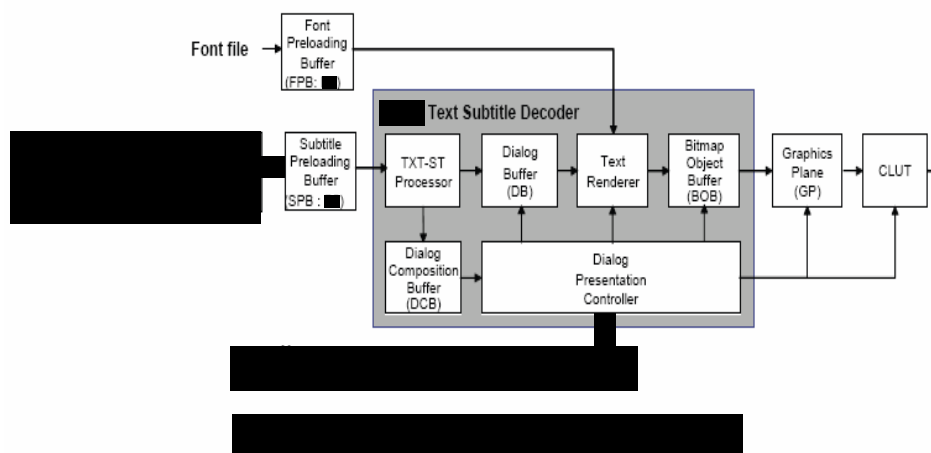 Font file
Font
Preloading
Buffer
(FPB: )
Text Subtitle Decoder
Subtitle
Preloading
Buffer
(SPB : )
TXT-ST
Processor
Dialog
Buffer
(DB)
Text
Renderer
Bitmap
Object
Buffer
(BOB)
Graphics
Plane
(GP)
CLUT
Dialog
Composition
Buffer
(DCB)
Dialog
Presentation
Controller